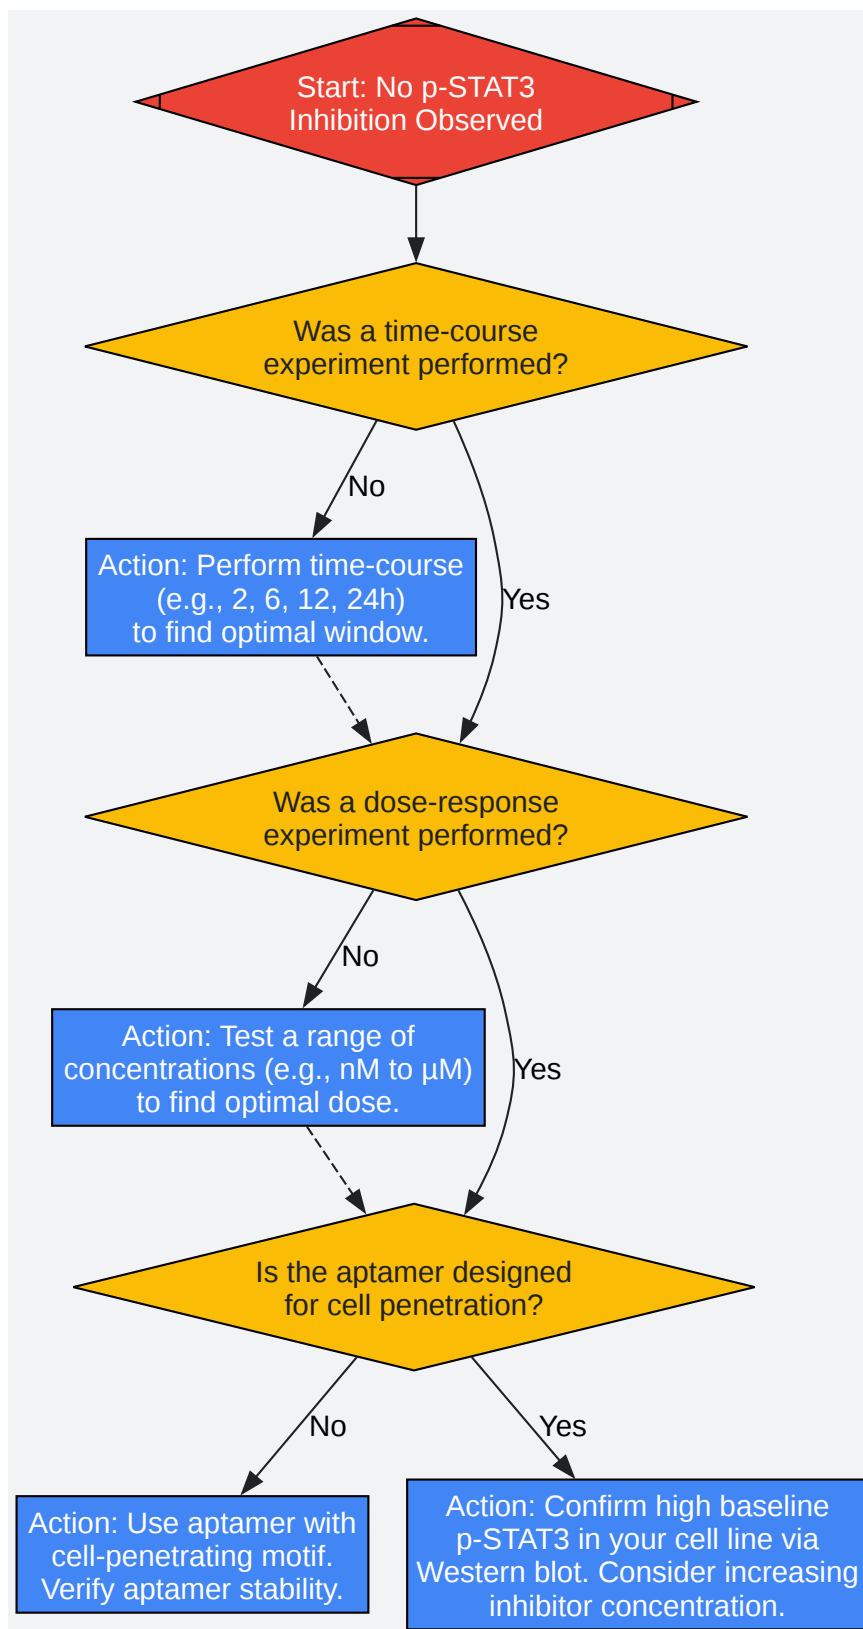 Start: No p-STAT3
Inhibition Observed
Was a time-course
experiment performed?
No
Action: Perform time-course
(e.g., 2, 6, 12, 24h)
to find optimal window.
Yes
Was a dose-response
experiment performed?
No
Action: Test a range of
concentrations (e.g., nM to µM)
to find optimal dose.
Yes
Is the aptamer designed
for cell penetration?
No
Yes
Action: Use aptamer with
cell-penetrating motif.
Verify aptamer stability.
Action: Confirm high baseline
p-STAT3 in your cell line via
Western blot. Consider increasing
inhibitor concentration.